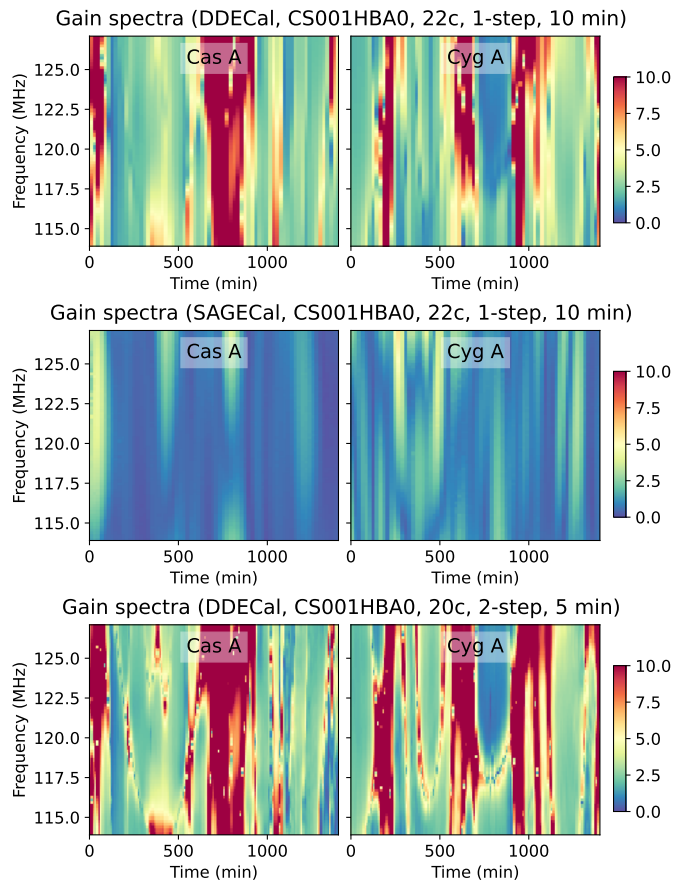 Gain spectra (DDECal, CS001HBA0, 22c, 1-step, 10 min)
Cas A
Cyg A
Frequency (MHz)
125.0
122.5
120.0
117.5
115.0
10.0
7.5
5.0
2.5
0.0
0 500 1000
0 500 1000
Time (min)
Time (min)
Gain spectra (SAGECal, CS001HBA0, 22c, 1-step, 10 min)
Cas A
Cyg A
Frequency (MHz)
125.0
122.5
120.0
117.5
115.0
10.0
7.5
5.0
2.5
0.0
0 500 1000
0 500 1000
Time (min)
Time (min)
Gain spectra (DDECal, CS001HBA0, 20c, 2-step, 5 min)
Cas A
Cyg A
Frequency (MHz)
125.0
122.5
120.0
117.5
115.0
10.0
7.5
5.0
2.5
0.0
0 500 1000
0 500 1000
Time (min)
Time (min)